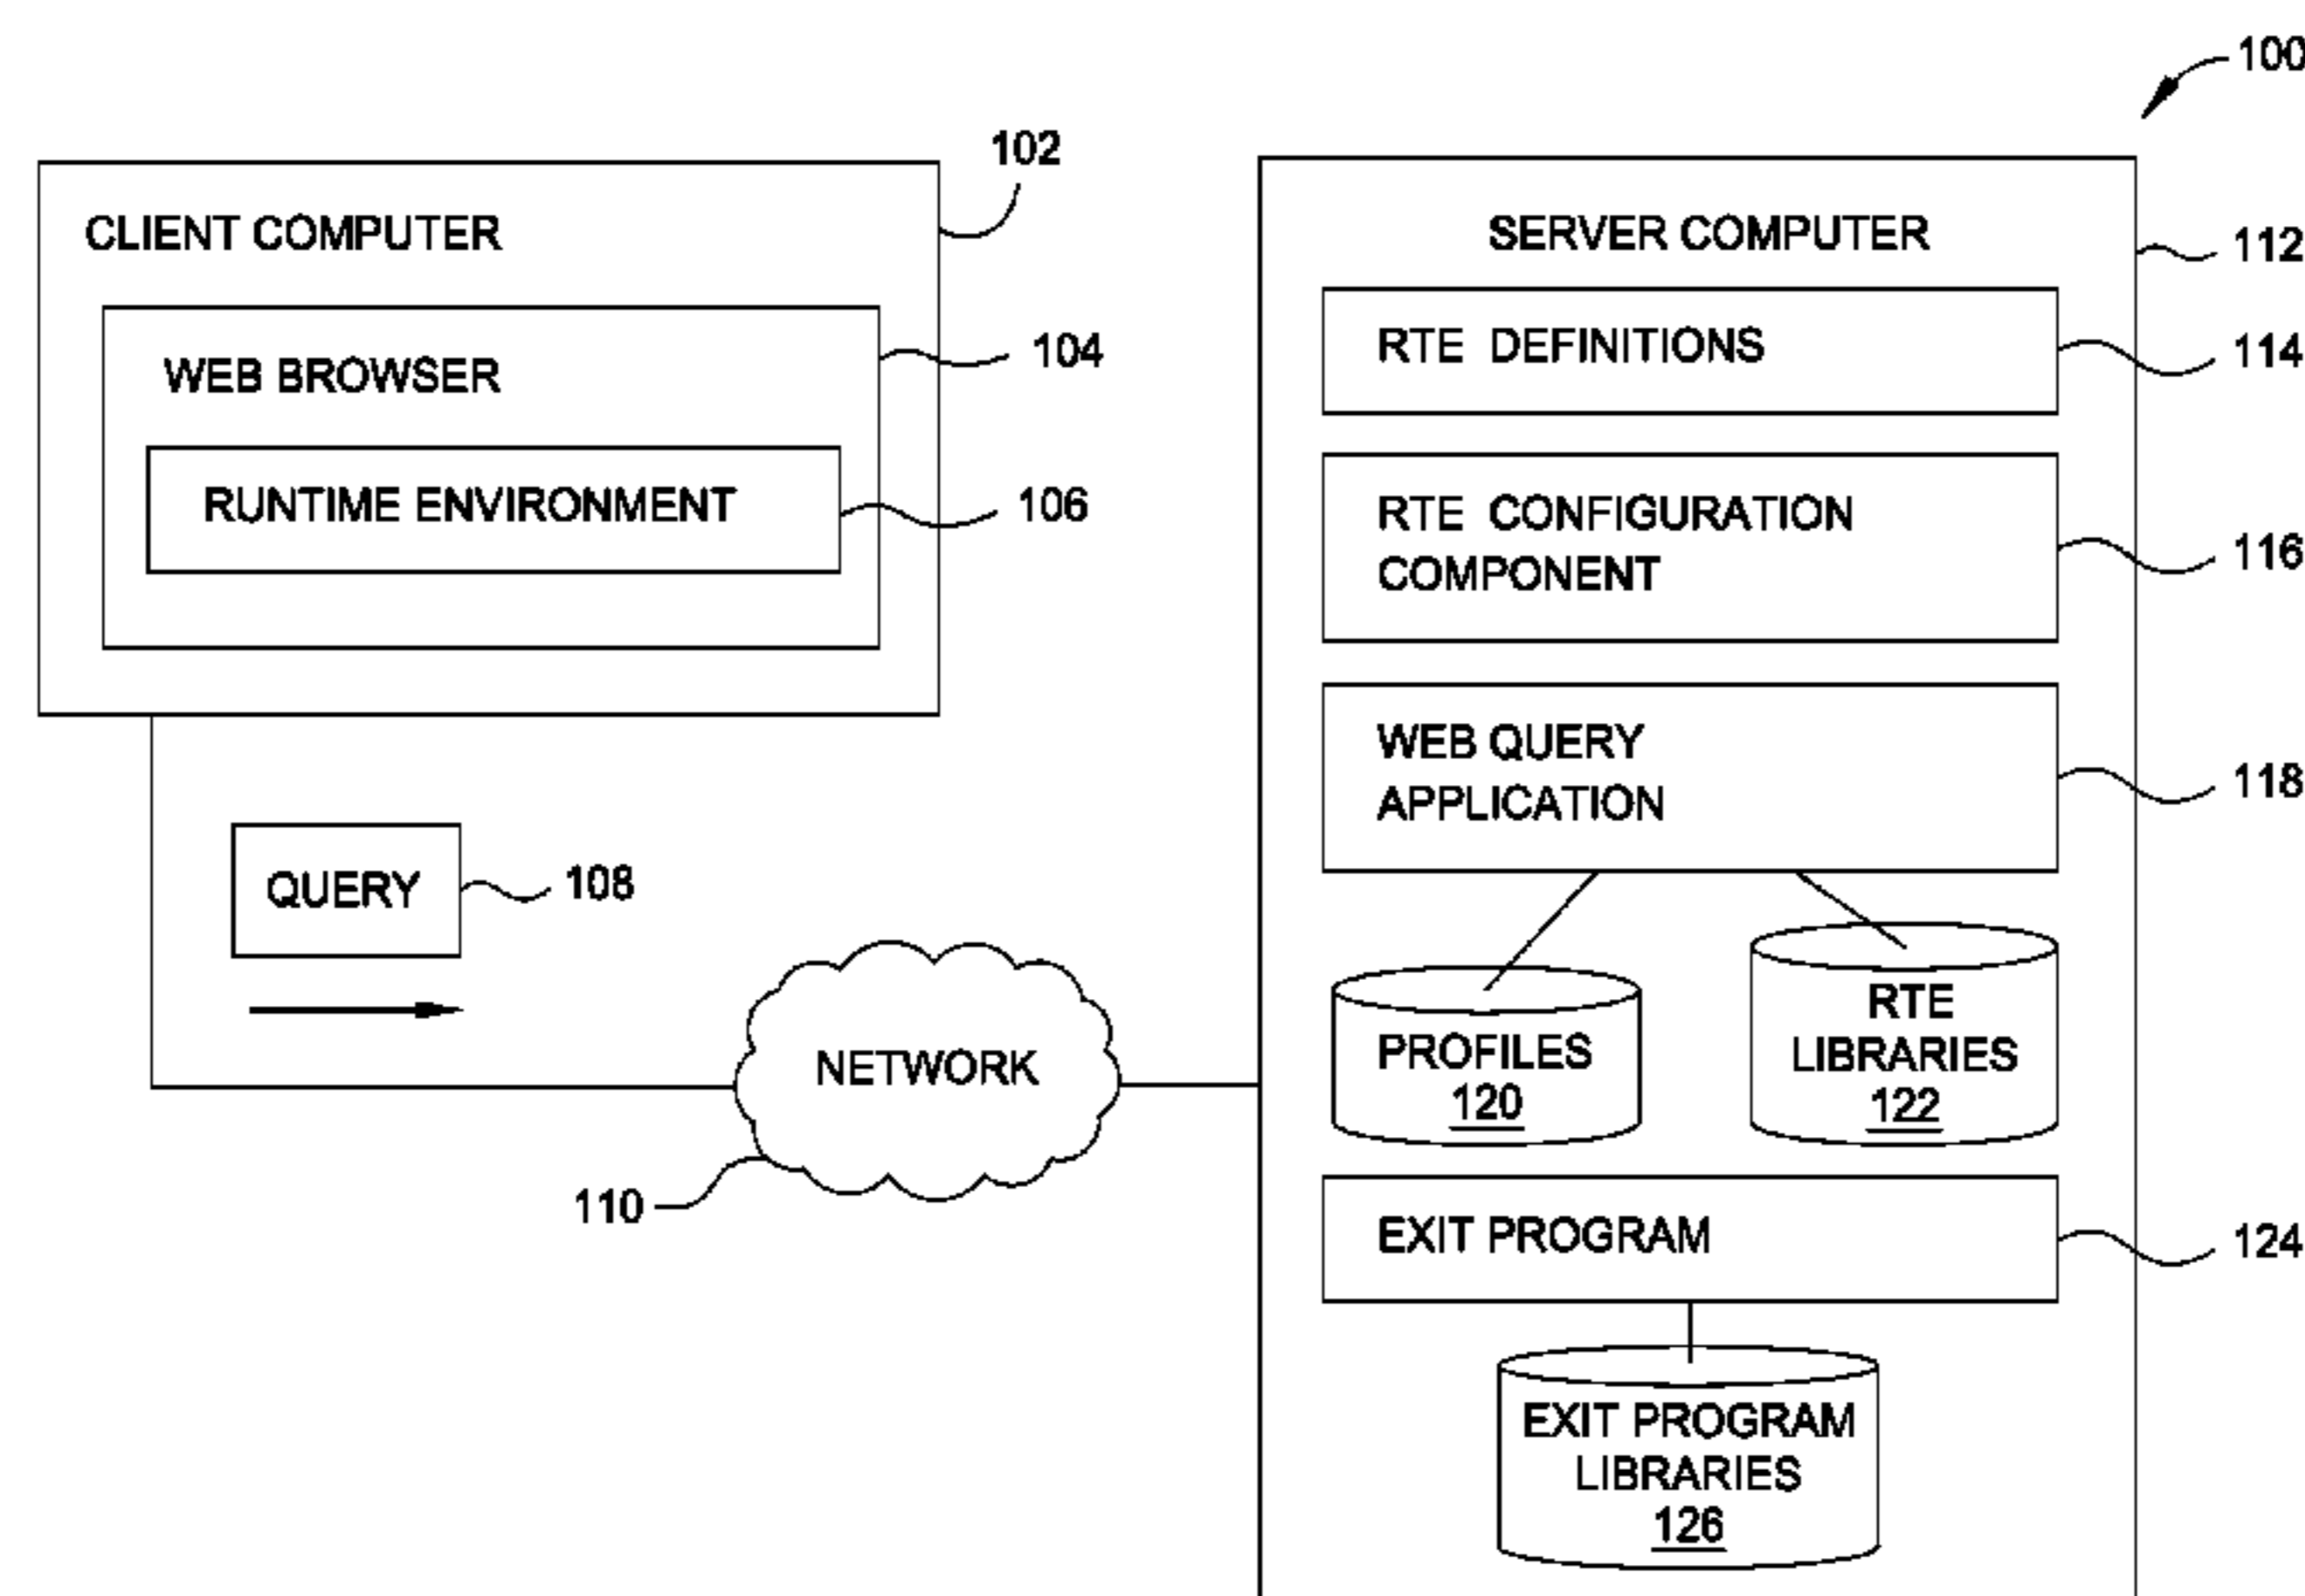 100
102
CLIENT COMPUTER
WEB BROWSER
104
RUNTIME ENVIRONMENT
106
QUERY
108
NETWORK
110
SERVER COMPUTER
112
RTE DEFINITIONS
114
RTE CONFIGURATION
COMPONENT
116
WEB QUERY
APPLICATION
118
PROFILES
120
RTE
LIBRARIES
122
EXIT PROGRAM
124
EXIT PROGRAM
LIBRARIES
126